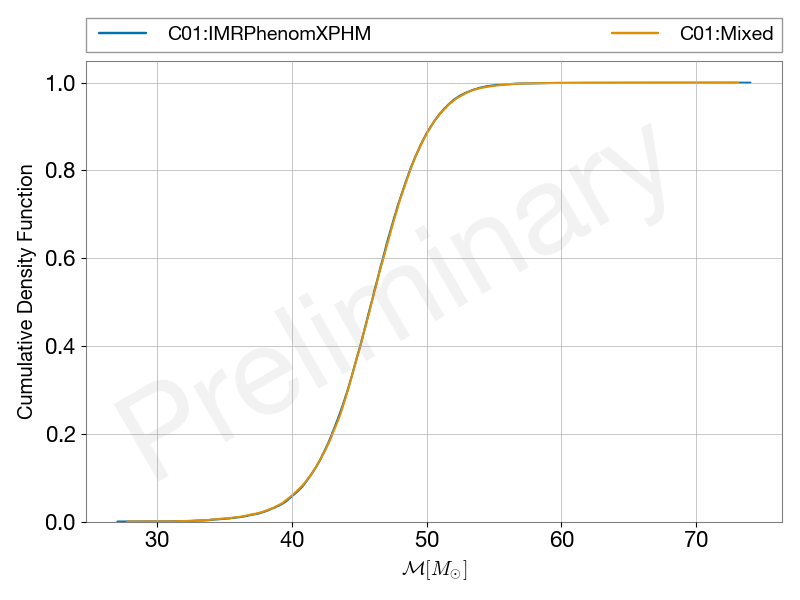 C01:IMRPhenomXPHM C01:Mixed
1.0
0.8
0.6
0.4
0.2
0.0
Cumulative Density Function
Preliminary
30 40 50 60 70
ℳ[M⊙]